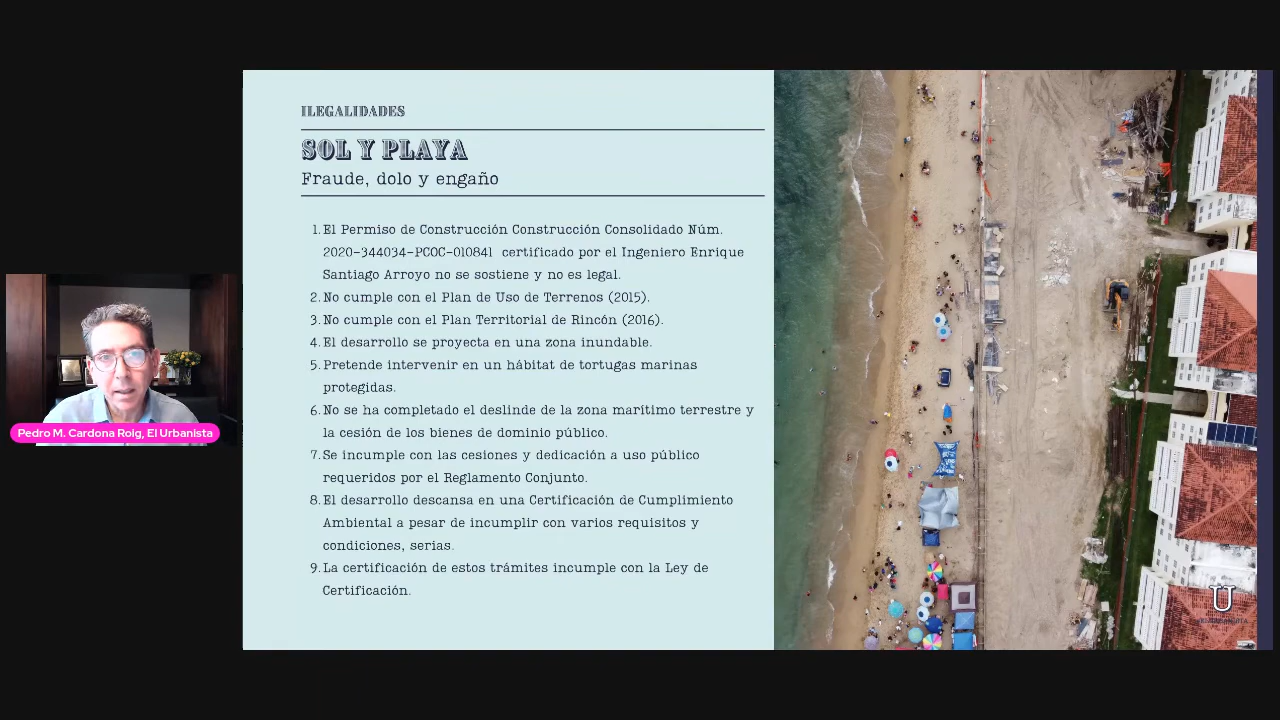 ILEGALIDADES
SOL Y PLAYA
Fraude, dolo y engaño
1. El Permiso de Construcción Construcción Consolidado Núm.
2020-344034-PCOC-010841 certificado por el Ingeniero Enrique
Santiago Arroyo no se sostiene y no es legal.
2. No cumple con el Plan de Uso de Terrenos (2015).
3. No cumple con el Plan Territorial de Rincón (2016).
4. El desarrollo se proyecta en una zona inundable.
5. Pretende intervenir en un hábitat de tortugas marinas
protegidas.
6. No se ha completado el deslinde de la zona marítimo terrestre y
la cesión de los bienes de dominio público.
7. Se incumple con las cesiones y dedicación a uso público
requeridos por el Reglamento Conjunto.
8. El desarrollo descansa en una Certificación de Cumplimiento
Ambiental a pesar de incumplir con varios requisitos y
condiciones, serias.
9. La certificación de estos trámites incumple con la Ley de
Certificación.
Pedro M. Cardona Roig, El Urbanista
U